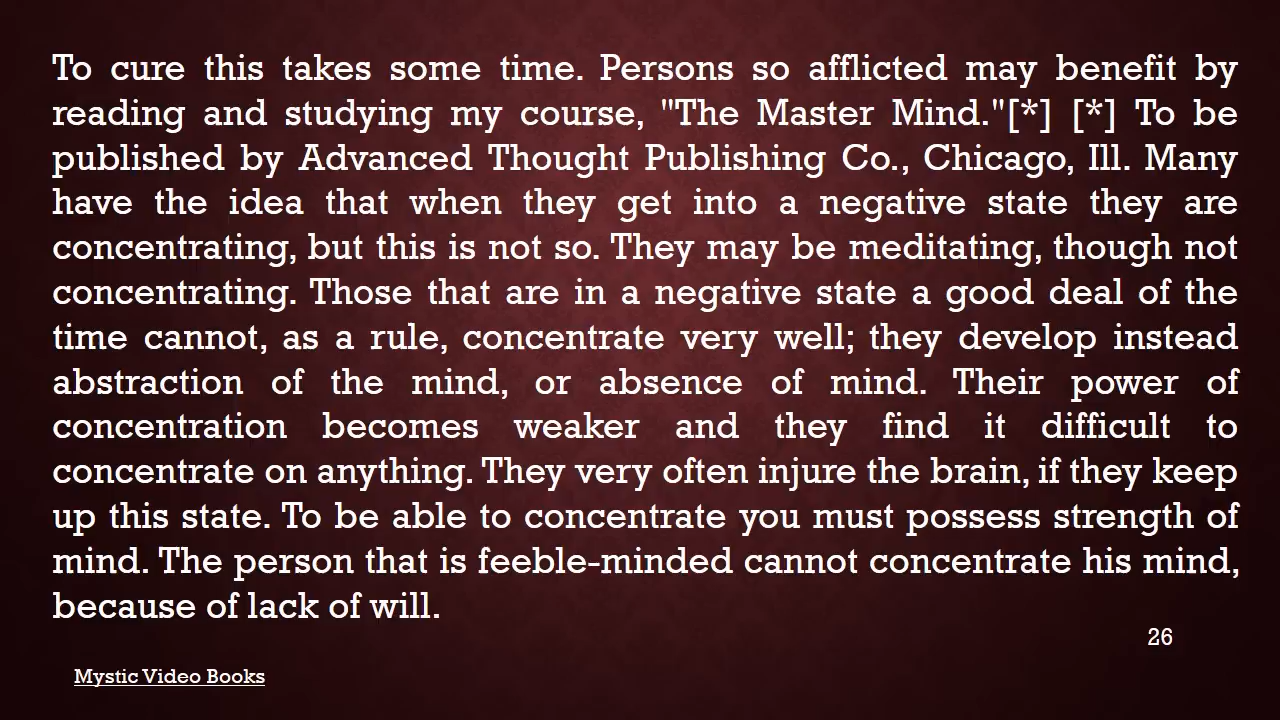 To cure this takes some time. Persons so afflicted may benefit by
reading and studying my course, "The Master Mind."[*] [*] To be
published by Advanced Thought Publishing Co., Chicago, Ill. Many
have the idea that when they get into a negative state they are
concentrating, but this is not so. They may be meditating, though not
concentrating. Those that are in a negative state a good deal of the
time cannot, as a rule, concentrate very well; they develop instead
abstraction of the mind, or absence of mind. Their power of
concentration becomes weaker and they find it difficult to
concentrate on anything. They very often injure the brain, if they keep
up this state. To be able to concentrate you must possess strength of
mind. The person that is feeble-minded cannot concentrate his mind,
because of lack of will.
26
Mystic Video Books